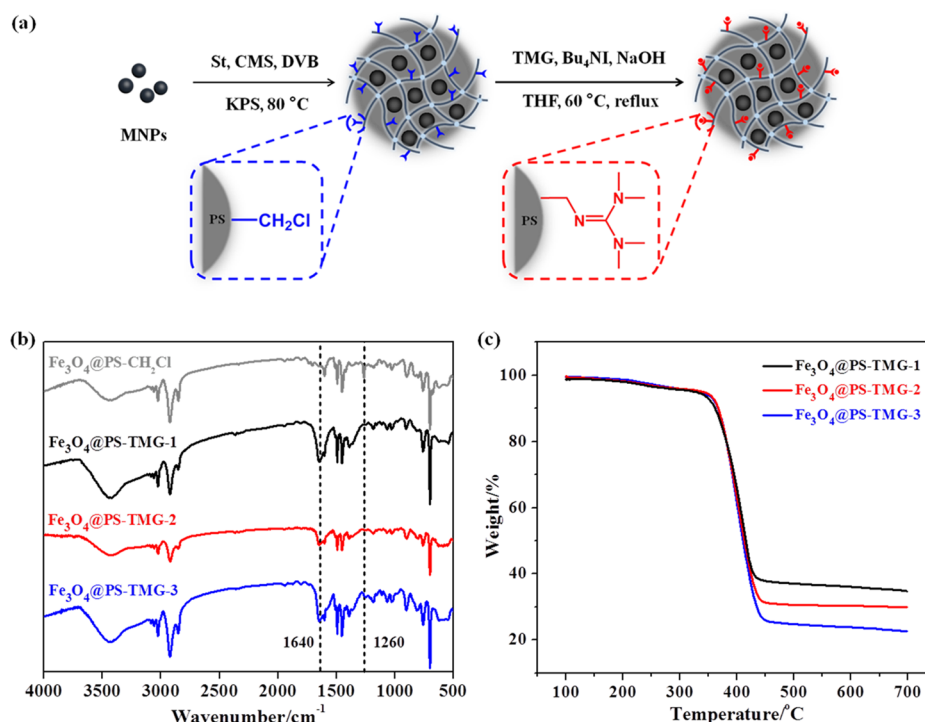 (a)
MNPs
St, CMS, DVB
KPS, 80 °C
TMG, Bu₄NI, NaOH
THF, 60 °C, reflux
PS
CH₂Cl
PS
N
N
N
(b)
Fe₃O₄@PS-CH₂Cl
Fe₃O₄@PS-TMG-1
Fe₃O₄@PS-TMG-2
Fe₃O₄@PS-TMG-3
1640
1260
4000 3500 3000 2500 2000 1500 1000 500
Wavenumber/cm⁻¹
(c)
Fe₃O₄@PS-TMG-1
Fe₃O₄@PS-TMG-2
Fe₃O₄@PS-TMG-3
100
80
60
40
20
Weight/%
100 200 300 400 500 600 700
Temperature/°C